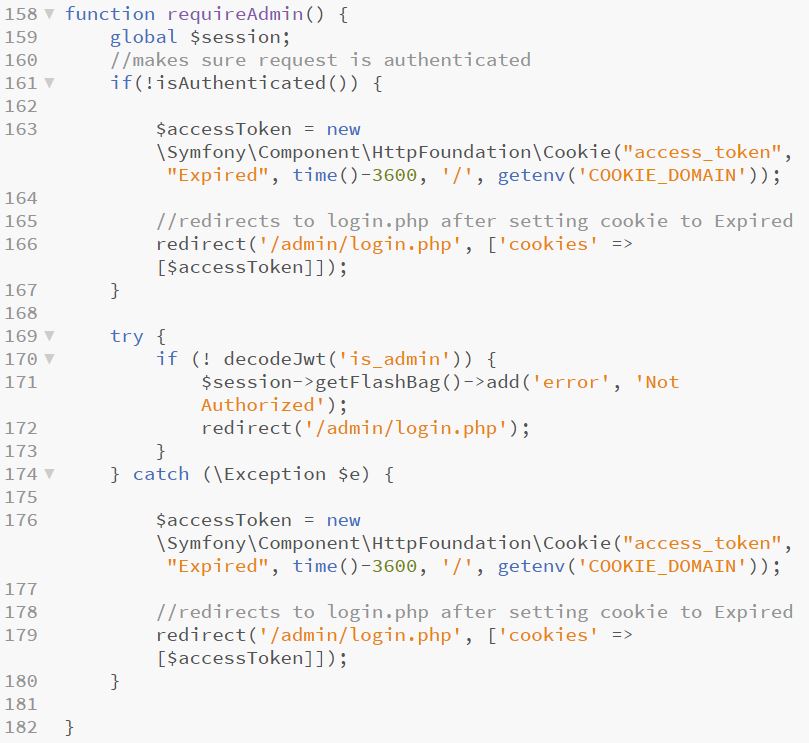 158 ▼ function requireAdmin() {
159     global $session;
160     //makes sure request is authenticated
161 ▼     if(!isAuthenticated()) {
162
163         $accessToken = new
        \Symfony\Component\HttpFoundation\Cookie("access_token",
         "Expired", time()-3600, '/', getenv('COOKIE_DOMAIN'));
164
165         //redirects to login.php after setting cookie to Expired
166         redirect('/admin/login.php', ['cookies' =>
        [$accessToken]]);
167     }
168
169 ▼     try {
170 ▼         if (! decodeJwt('is_admin')) {
171             $session->getFlashBag()->add('error', 'Not
            Authorized');
172             redirect('/admin/login.php');
173         }
174 ▼     } catch (\Exception $e) {
175
176         $accessToken = new
        \Symfony\Component\HttpFoundation\Cookie("access_token",
         "Expired", time()-3600, '/', getenv('COOKIE_DOMAIN'));
177
178         //redirects to login.php after setting cookie to Expired
179         redirect('/admin/login.php', ['cookies' =>
        [$accessToken]]);
180     }
181
182 }